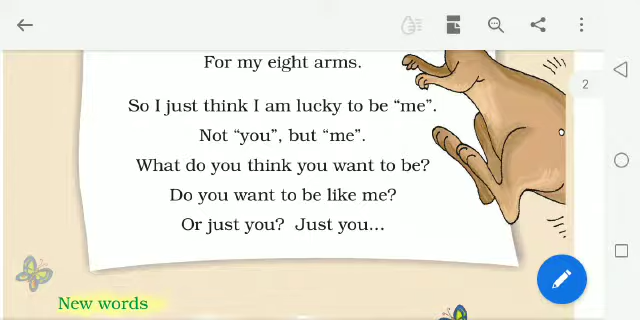 For my eight arms.
So I just think I am lucky to be “me”.
Not “you”, but “me”.
What do you think you want to be?
Do you want to be like me?
Or just you?  Just you...
2
New words